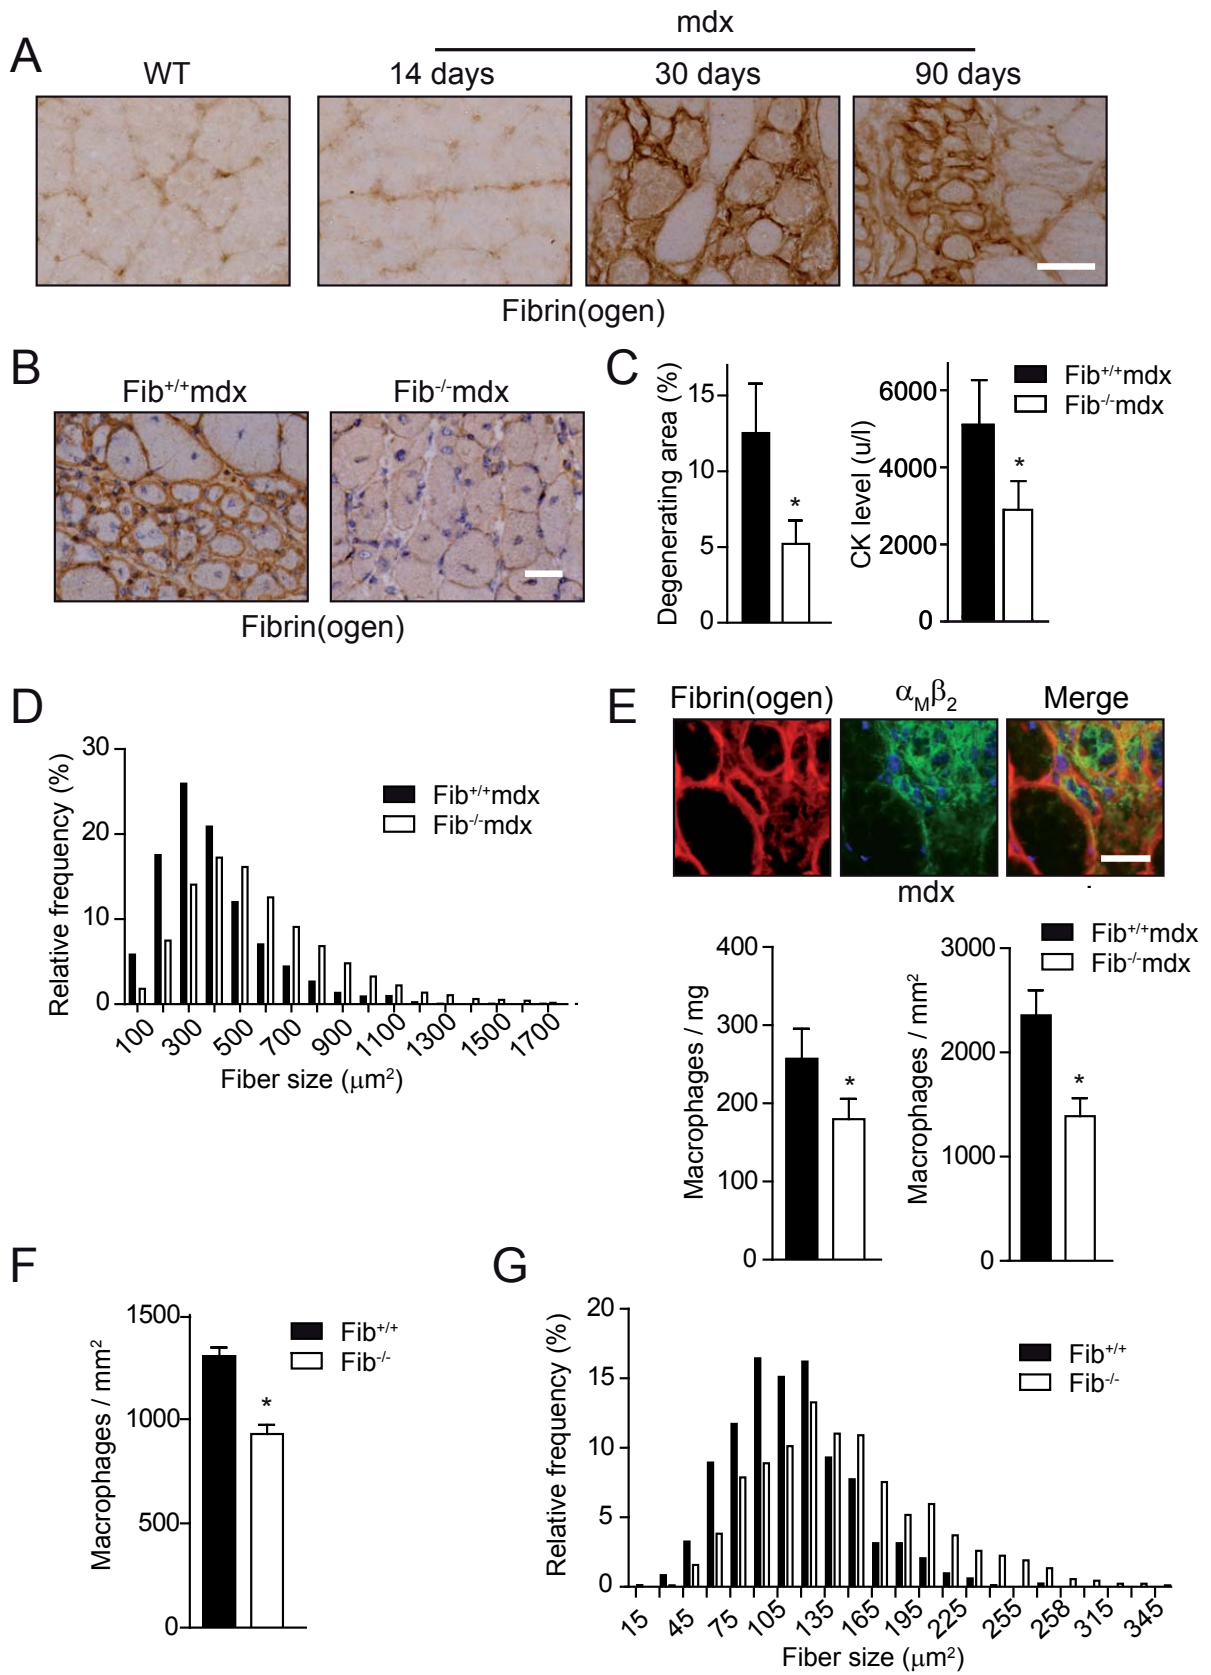 mdx
A
WT
14 days
30 days
90 days
Fibrin(ogen)
B
Fib+/+mdx
Fib-/-mdx
Fibrin(ogen)
C
Degenerating area (%)
15
10
5
0
CK level (u/l)
6000
4000
2000
0
Fib+/+mdx
Fib-/-mdx
*
*
D
Relative frequency (%)
30
20
10
0
Fib+/+mdx
Fib-/-mdx
100 300 500 700 900 1100 1300 1500 1700
Fiber size (μm²)
E
Fibrin(ogen)
αMβ2
Merge
mdx
Macrophages / mg
400
300
200
100
0
*
Macrophages / mm²
3000
2000
1000
0
*
Fib+/+mdx
Fib-/-mdx
F
Macrophages / mm²
1500
1000
500
0
*
Fib+/+
Fib-/-
G
Relative frequency (%)
20
15
10
5
0
Fib+/+
Fib-/-
15 45 75 105 135 165 195 225 255 258 315 345
Fiber size (μm²)